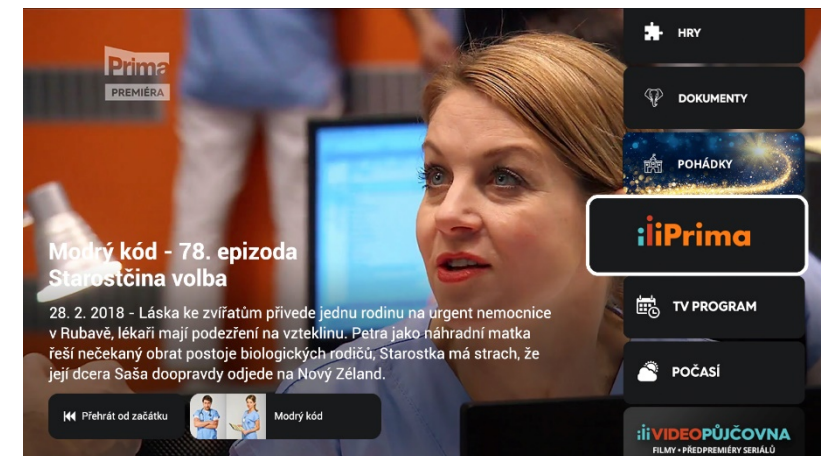 Prima
PREMIÉRA
Modrý kód - 78. epizoda
Starostčina volba
28. 2. 2018 - Láska ke zvířatům přivede jednu rodinu na urgent nemocnice
v Rubavě, lékaři mají podezření na vzteklinu. Petra jako náhradní matka
řeší nečekaný obrat postoje biologických rodičů, Starostka má strach, že
její dcera Saša doopravdy odjede na Nový Zéland.
Přehrát od začátku
Modrý kód
HRY
DOKUMENTY
POHÁDKY
iliPrima
TV PROGRAM
POČASÍ
iliVIDEOPŮJČOVNA
FILMY • PŘEDPREMIÉRY SERIÁLŮ